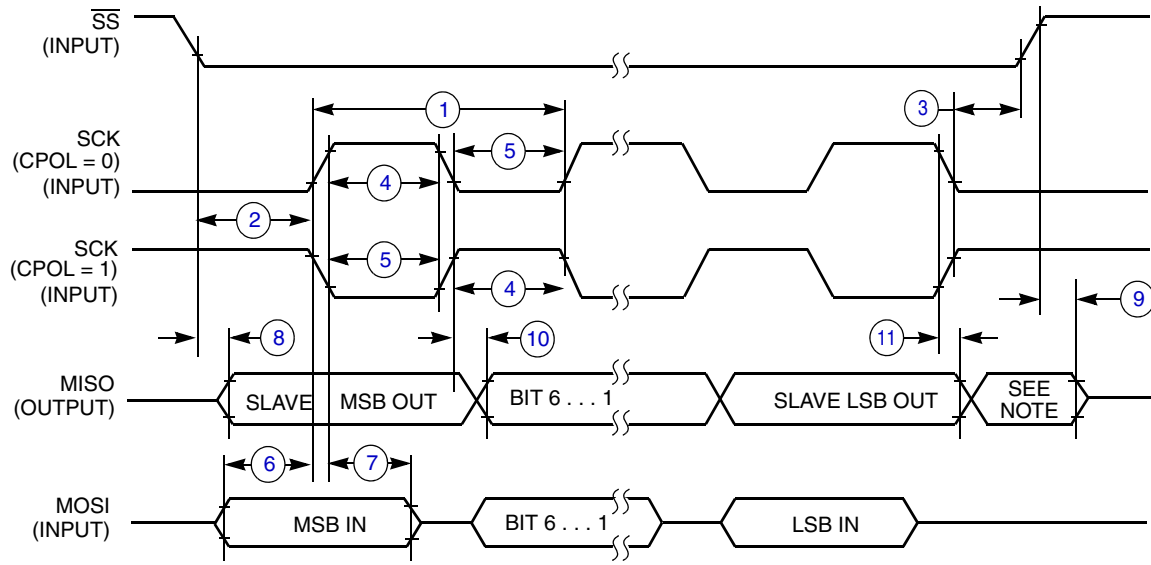 SS
(INPUT)
1
3
SCK
(CPOL = 0)
(INPUT)
5
4
2
SCK
(CPOL = 1)
(INPUT)
5
4
9
8
10
11
MISO
(OUTPUT)
SLAVE MSB OUT
BIT 6 . . . 1
SLAVE LSB OUT
SEE
NOTE
6
7
MOSI
(INPUT)
MSB IN
BIT 6 . . . 1
LSB IN